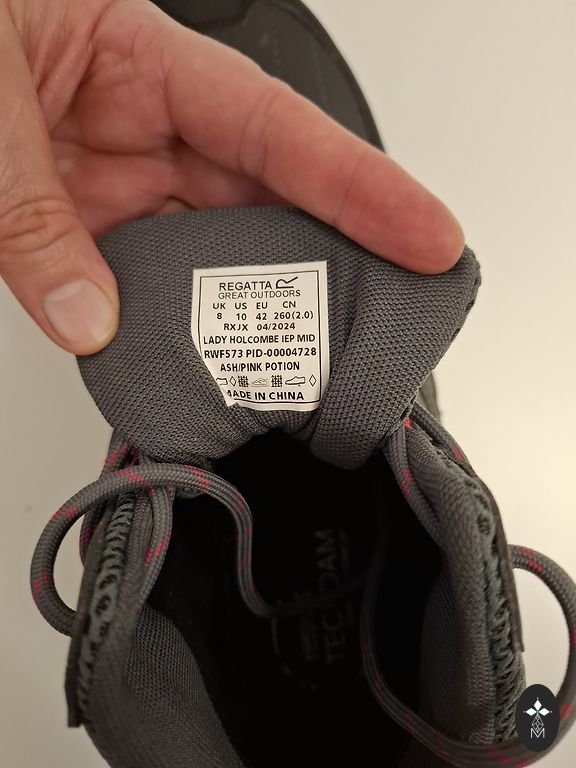 REGATTA
GREAT OUTDOORS
UK US EU CN
8 10 42 260(2.0)
RXJX 04/2024
LADY HOLCOMBE IEP MID
RWF573 PID-00004728
ASH/PINK POTION
MADE IN CHINA
M